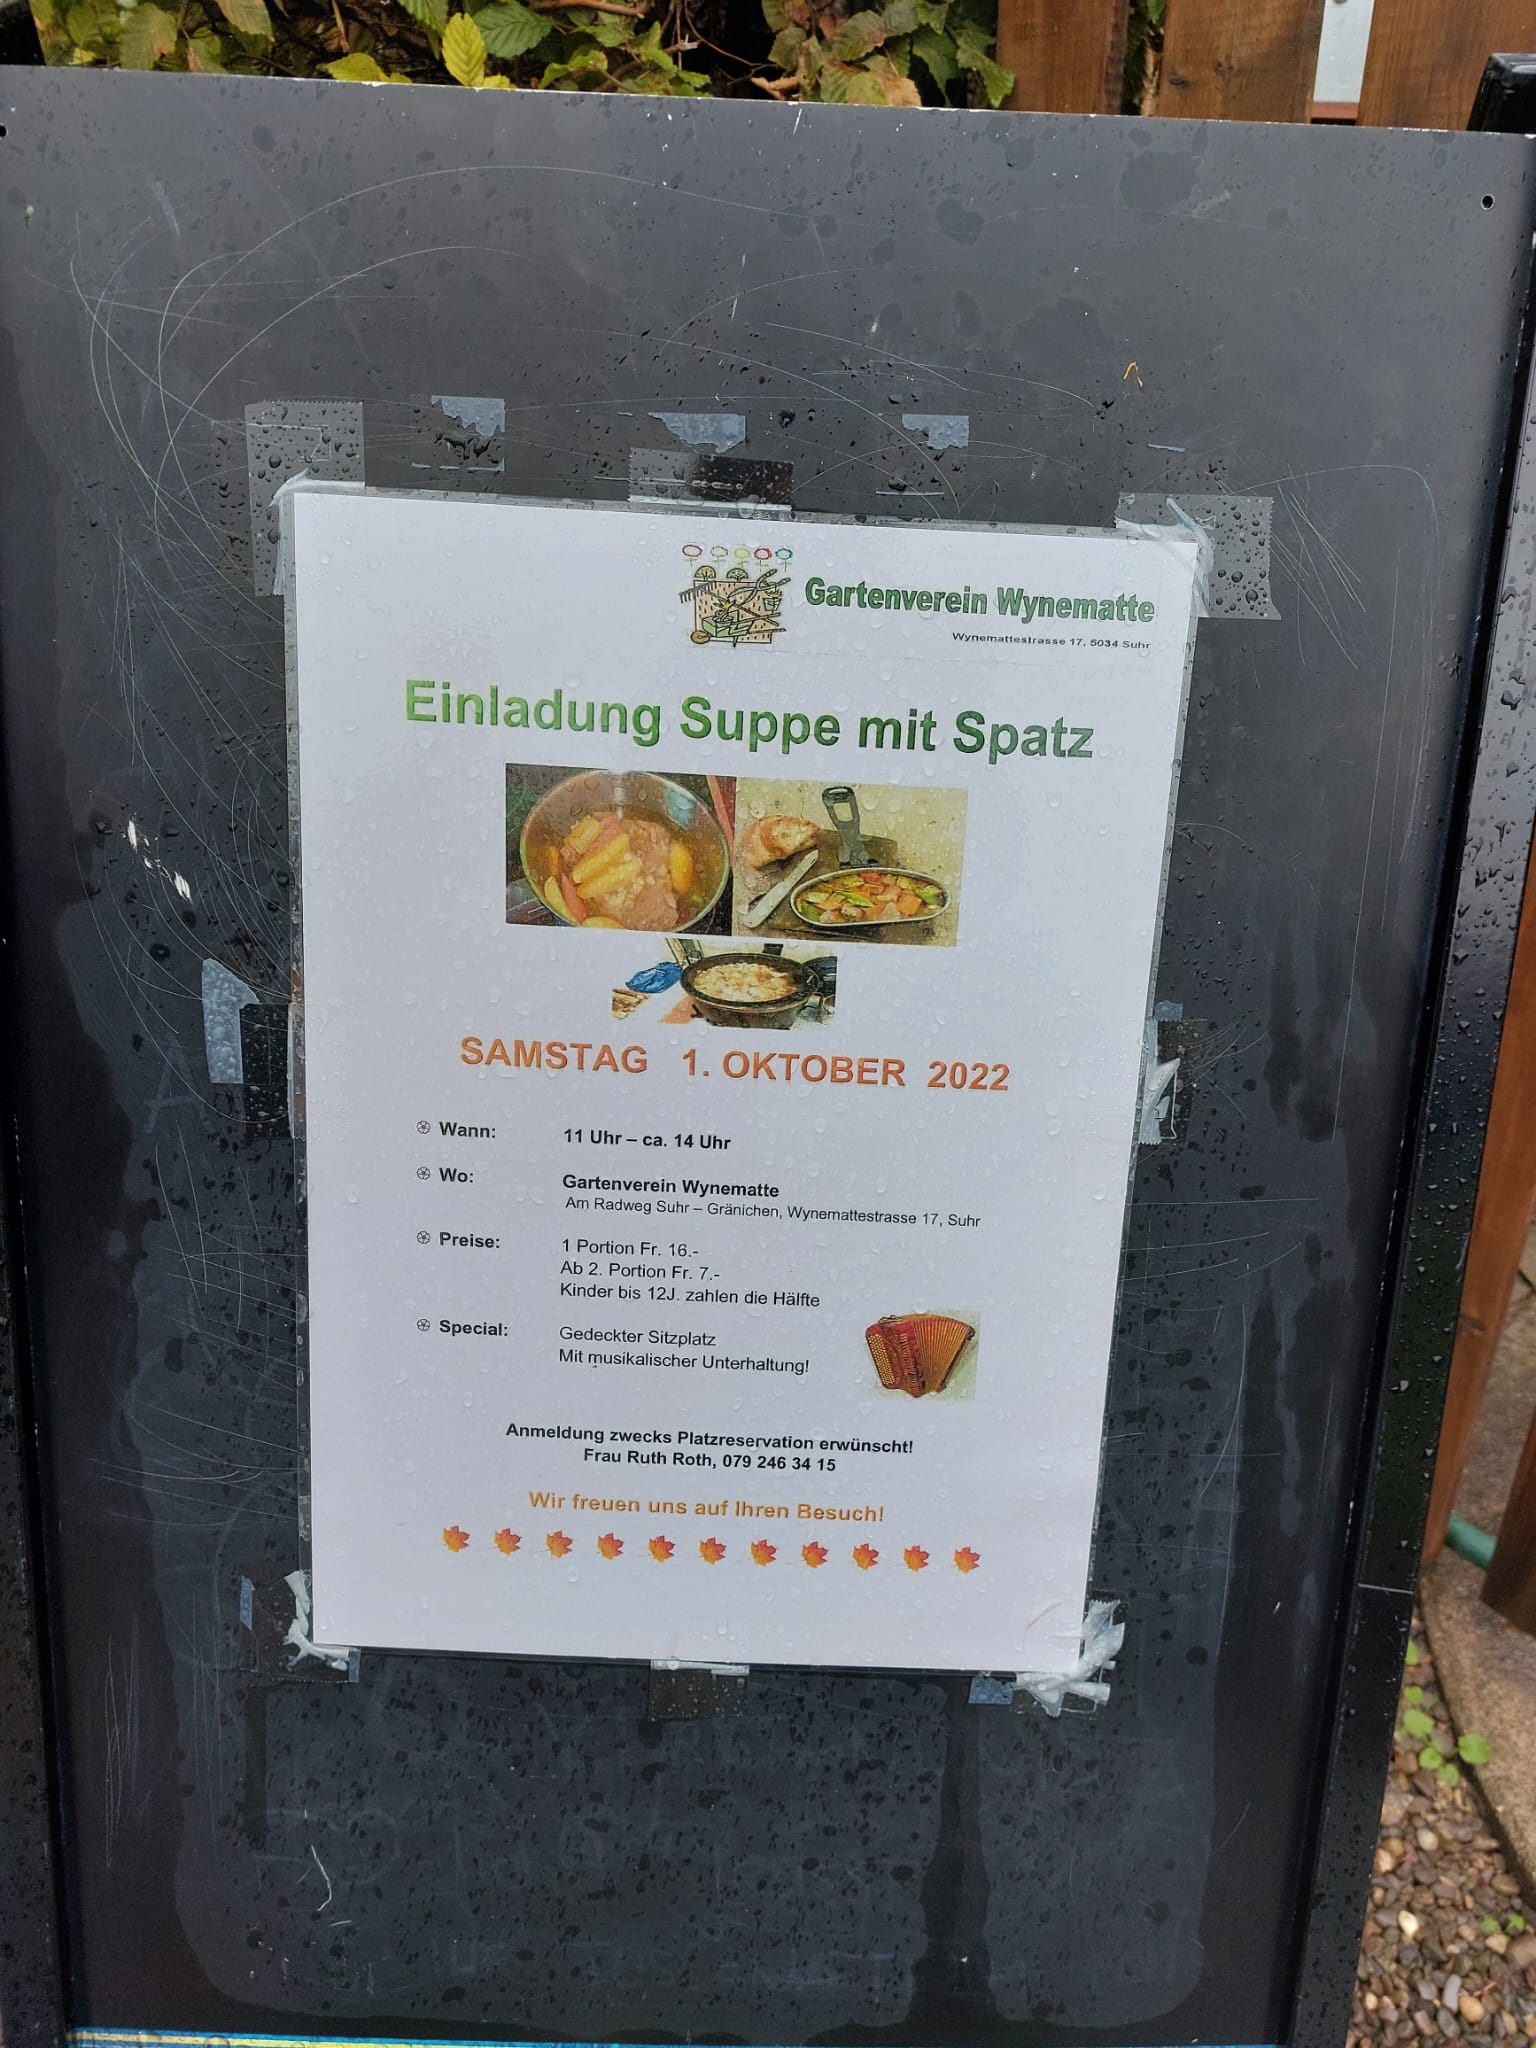 Gartenverein Wynematte
Wynemattestrasse 17, 5034 Suhr
Einladung Suppe mit Spatz
SAMSTAG 1. OKTOBER 2022
Wann: 11 Uhr – ca. 14 Uhr
Wo: Gartenverein Wynematte
Am Radweg Suhr – Gränichen, Wynemattestrasse 17, Suhr
Preise: 1 Portion Fr. 16.-
Ab 2. Portion Fr. 7.-
Kinder bis 12J. zahlen die Hälfte
Special: Gedeckter Sitzplatz
Mit musikalischer Unterhaltung!
Anmeldung zwecks Platzreservation erwünscht!
Frau Ruth Roth, 079 246 34 15
Wir freuen uns auf Ihren Besuch!